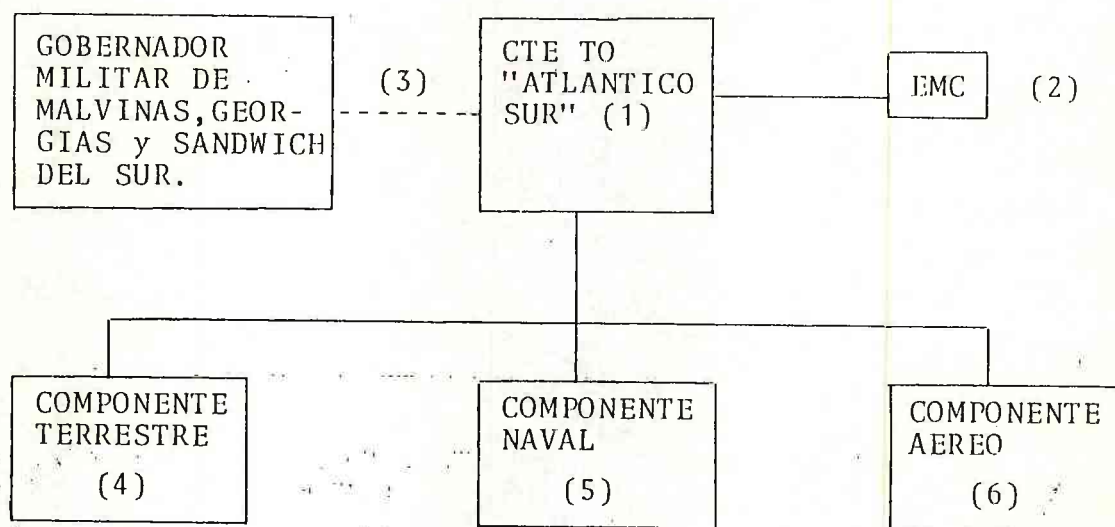 GOBERNADOR
MILITAR DE
MALVINAS,GEOR-
GIAS y SANDWICH
DEL SUR.
(3)
CTE TO
"ATLANTICO
SUR" (1)
EMC
(2)
COMPONENTE
TERRESTRE
(4)
COMPONENTE
NAVAL
(5)
COMPONENTE
AEREO
(6)